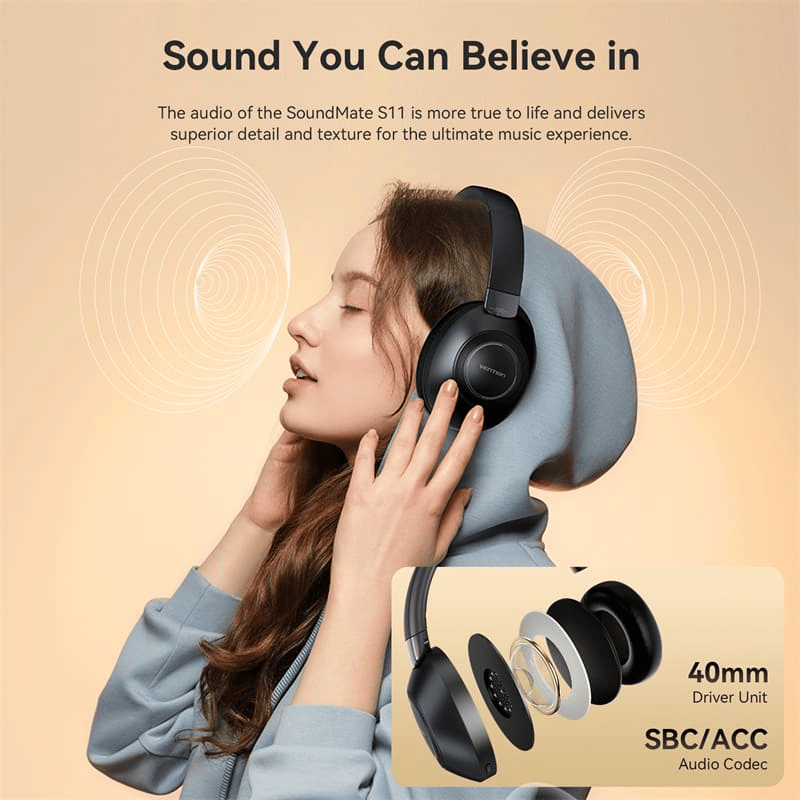 Sound You Can Believe in
The audio of the SoundMate S11 is more true to life and delivers
superior detail and texture for the ultimate music experience.
VENTION
40mm
Driver Unit
SBC/ACC
Audio Codec